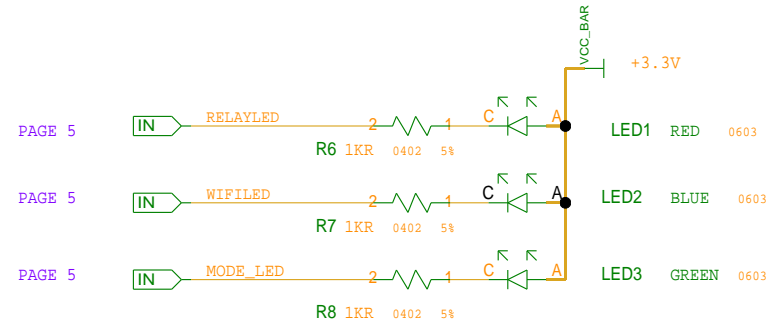 VCC_BAR
+3.3V
PAGE 5 IN RELAYLED 2 1 C A LED1 RED 0603
R6 1KR 0402 5%
PAGE 5 IN WIFILED 2 1 C A LED2 BLUE 0603
R7 1KR 0402 5%
PAGE 5 IN MODE_LED 2 1 C A LED3 GREEN 0603
R8 1KR 0402 5%